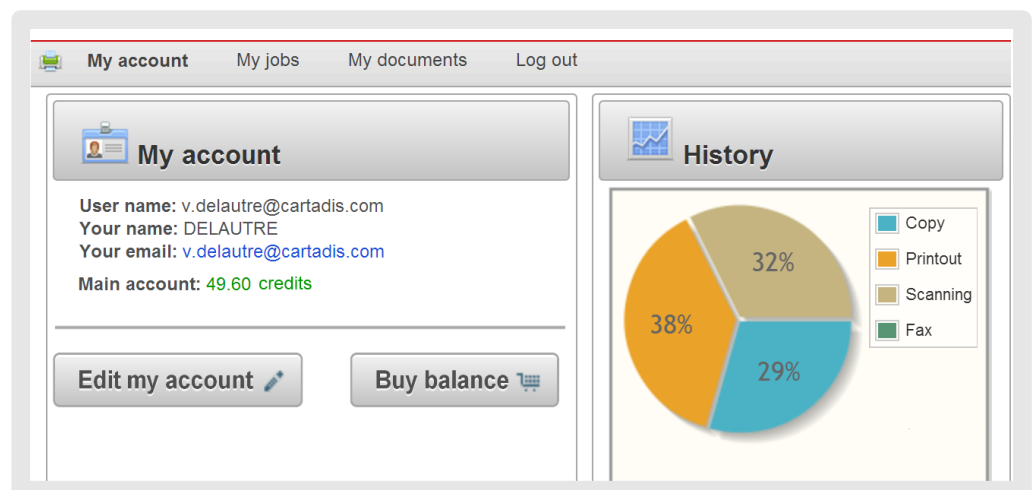 My account My jobs My documents Log out
My account
User name: v.delautre@cartadis.com
Your name: DELAUTRE
Your email: v.delautre@cartadis.com
Main account: 49.60 credits
Edit my account
Buy balance
History
32%
38%
29%
Copy
Printout
Scanning
Fax